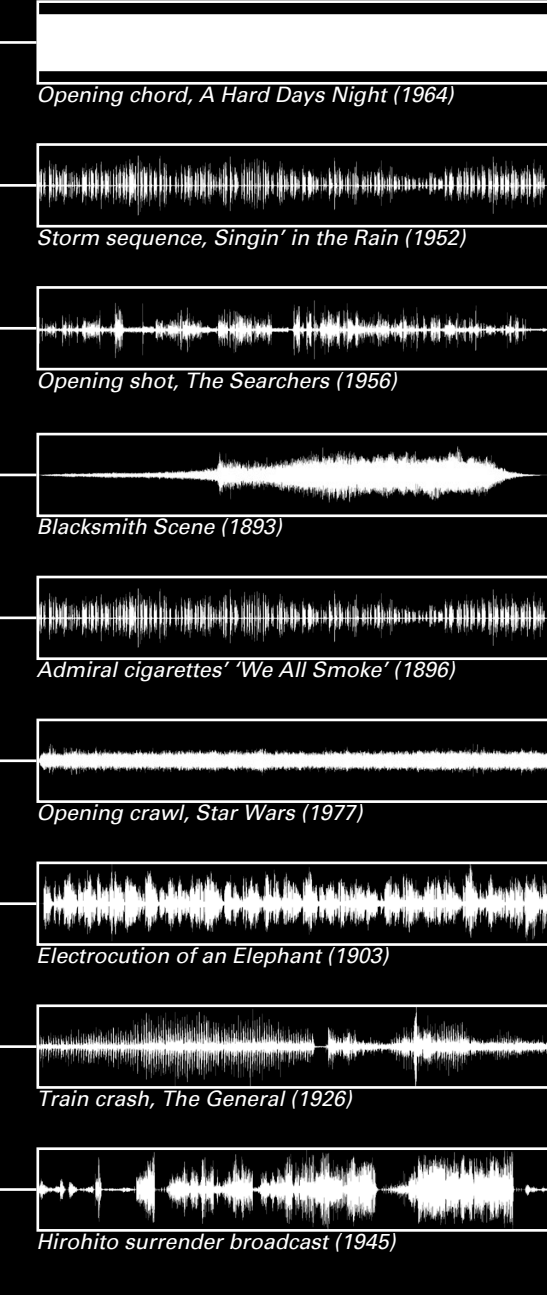 Opening chord, A Hard Days Night (1964)
Storm sequence, Singin’ in the Rain (1952)
Opening shot, The Searchers (1956)
Blacksmith Scene (1893)
Admiral cigarettes’ ‘We All Smoke’ (1896)
Opening crawl, Star Wars (1977)
Electrocution of an Elephant (1903)
Train crash, The General (1926)
Hirohito surrender broadcast (1945)